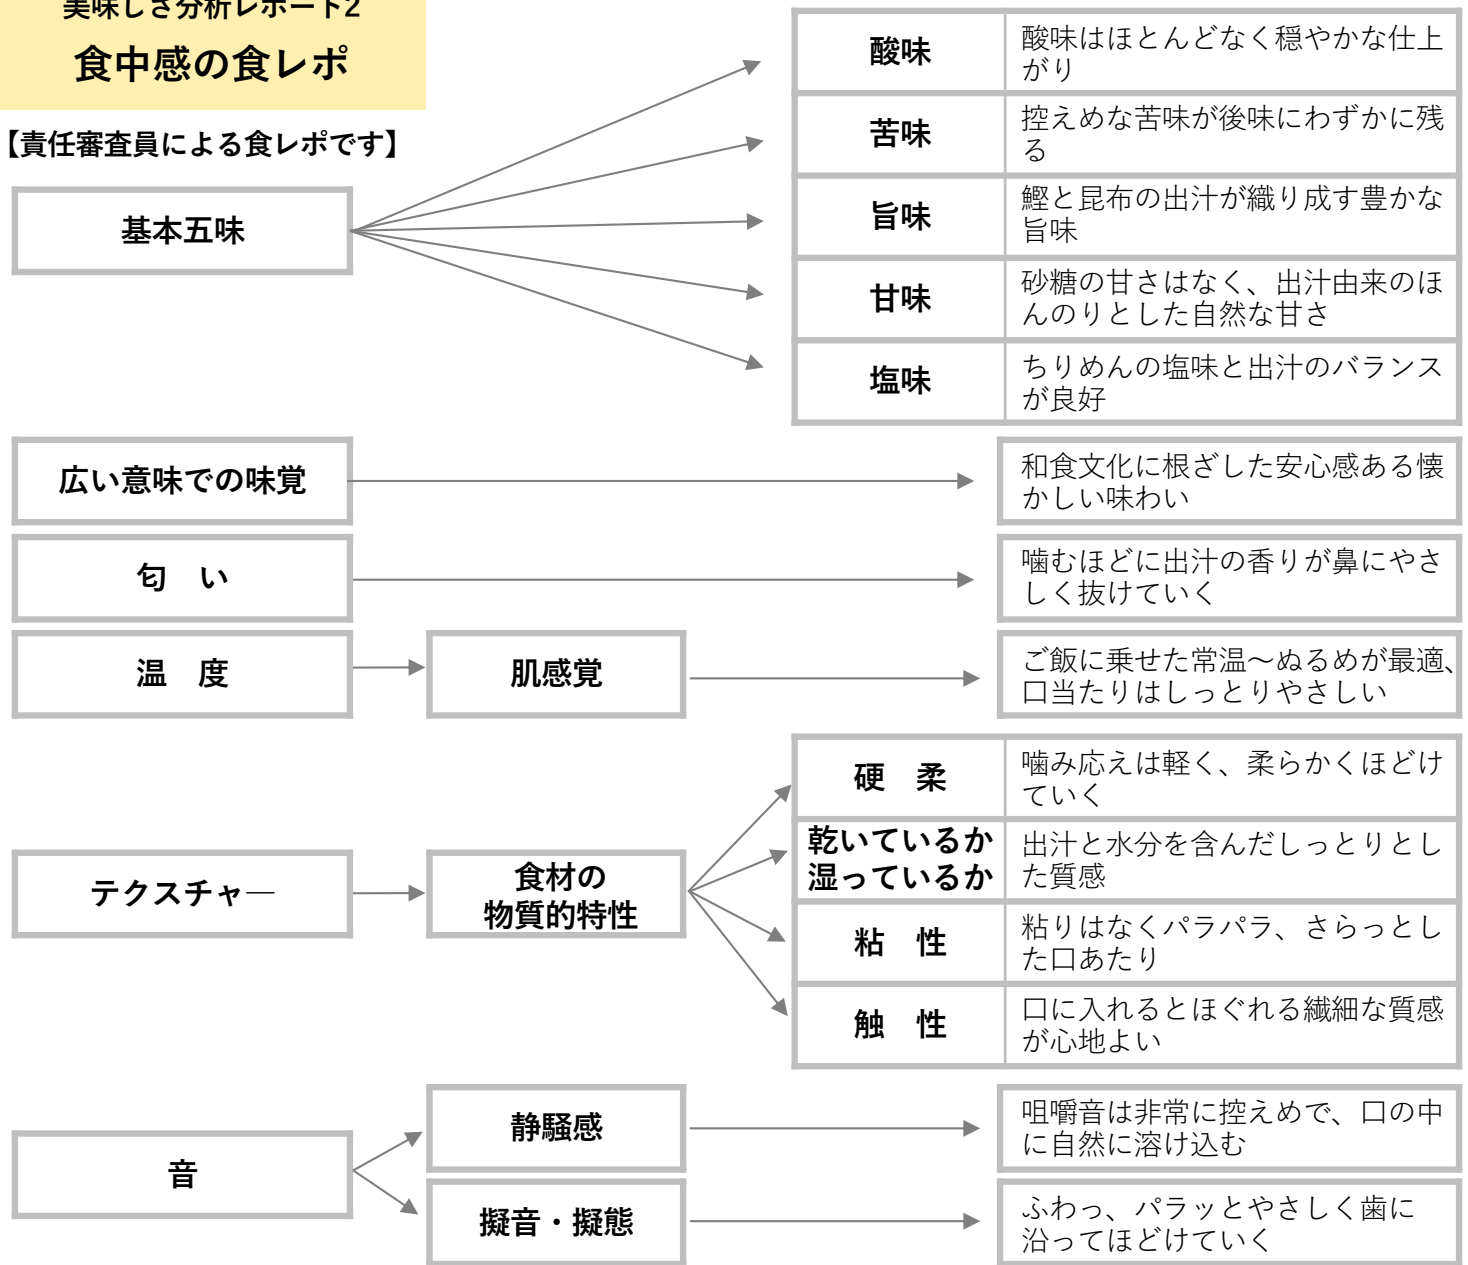 美味しさ分析レポート2
食中感の食レポ
【責任審査員による食レポです】
基本五味
酸味
酸味はほとんどなく穏やかな仕上
がり
苦味
控えめな苦味が後味にわずかに残
る
旨味
鰹と昆布の出汁が織り成す豊かな
旨味
甘味
砂糖の甘さはなく、出汁由来のほ
んのりとした自然な甘さ
塩味
ちりめんの塩味と出汁のバランス
が良好
広い意味での味覚
和食文化に根ざした安心感ある懐
かしい味わい
匂　い
噛むほどに出汁の香りが鼻にやさ
しく抜けていく
温　度
肌感覚
ご飯に乗せた常温～ぬるめが最適、
口当たりはしっとりやさしい
テクスチャ―
食材の
物質的特性
硬　柔
噛み応えは軽く、柔らかくほどけ
ていく
乾いているか
湿っているか
出汁と水分を含んだしっとりとし
た質感
粘　性
粘りはなくパラパラ、さらっとし
た口あたり
触　性
口に入れるとほぐれる繊細な質感
が心地よい
音
静騒感
咀嚼音は非常に控えめで、口の中
に自然に溶け込む
擬音・擬態
ふわっ、パラッとやさしく歯に
沿ってほどけていく